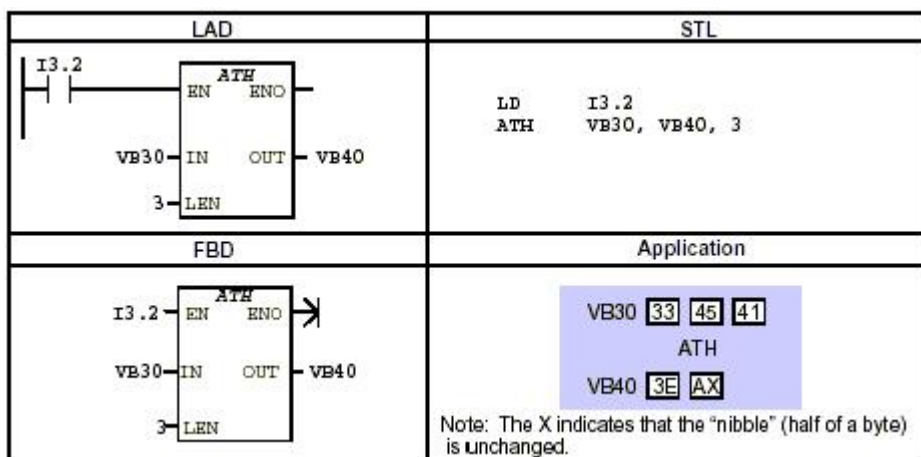 LAD
STL
I3.2
ATH
EN ENO
VB30 IN OUT VB40
3 LEN
LD I3.2
ATH VB30, VB40, 3
FBD
Application
ATH
I3.2 EN ENO
VB30 IN OUT VB40
3 LEN
VB30 33 45 41
ATH
VB40 3E AX
Note: The X indicates that the “nibble” (half of a byte)
is unchanged.